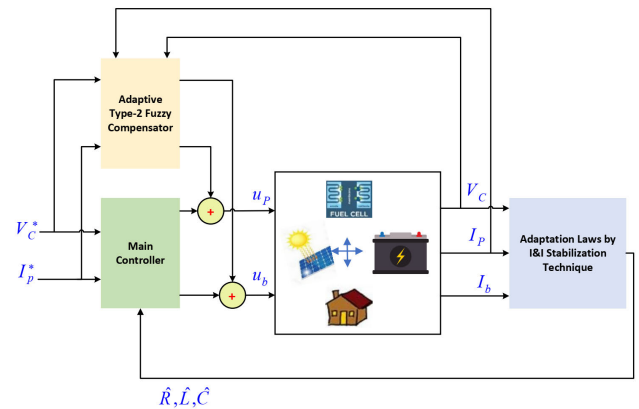 Adaptive
Type-2 Fuzzy
Compensator
V_C^*
I_p^*
Main
Controller
+
+
u_P
u_b
FUEL CELL
V_C
I_P
I_b
Adaptation Laws by
I&I Stabilization
Technique
R̂,L̂,Ĉ